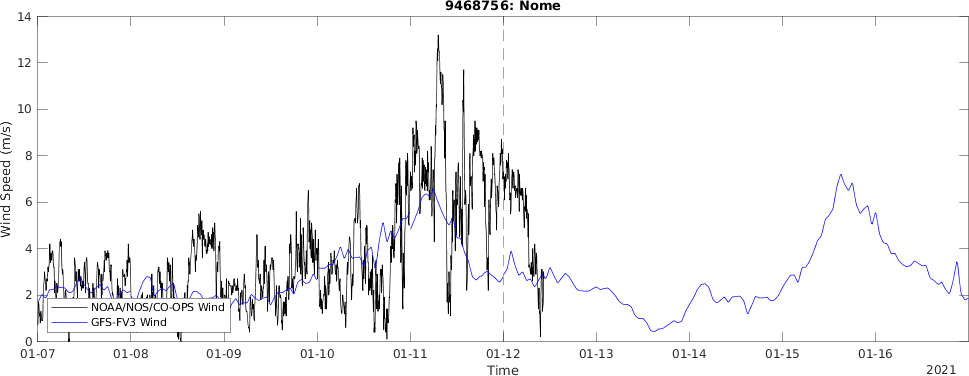 9468756: Nome
Wind Speed (m/s)
14
12
10
8
6
4
2
0
NOAA/NOS/CO-OPS Wind
GFS-FV3 Wind
01-07 01-08 01-09 01-10 01-11 01-12 01-13 01-14 01-15 01-16
Time
2021